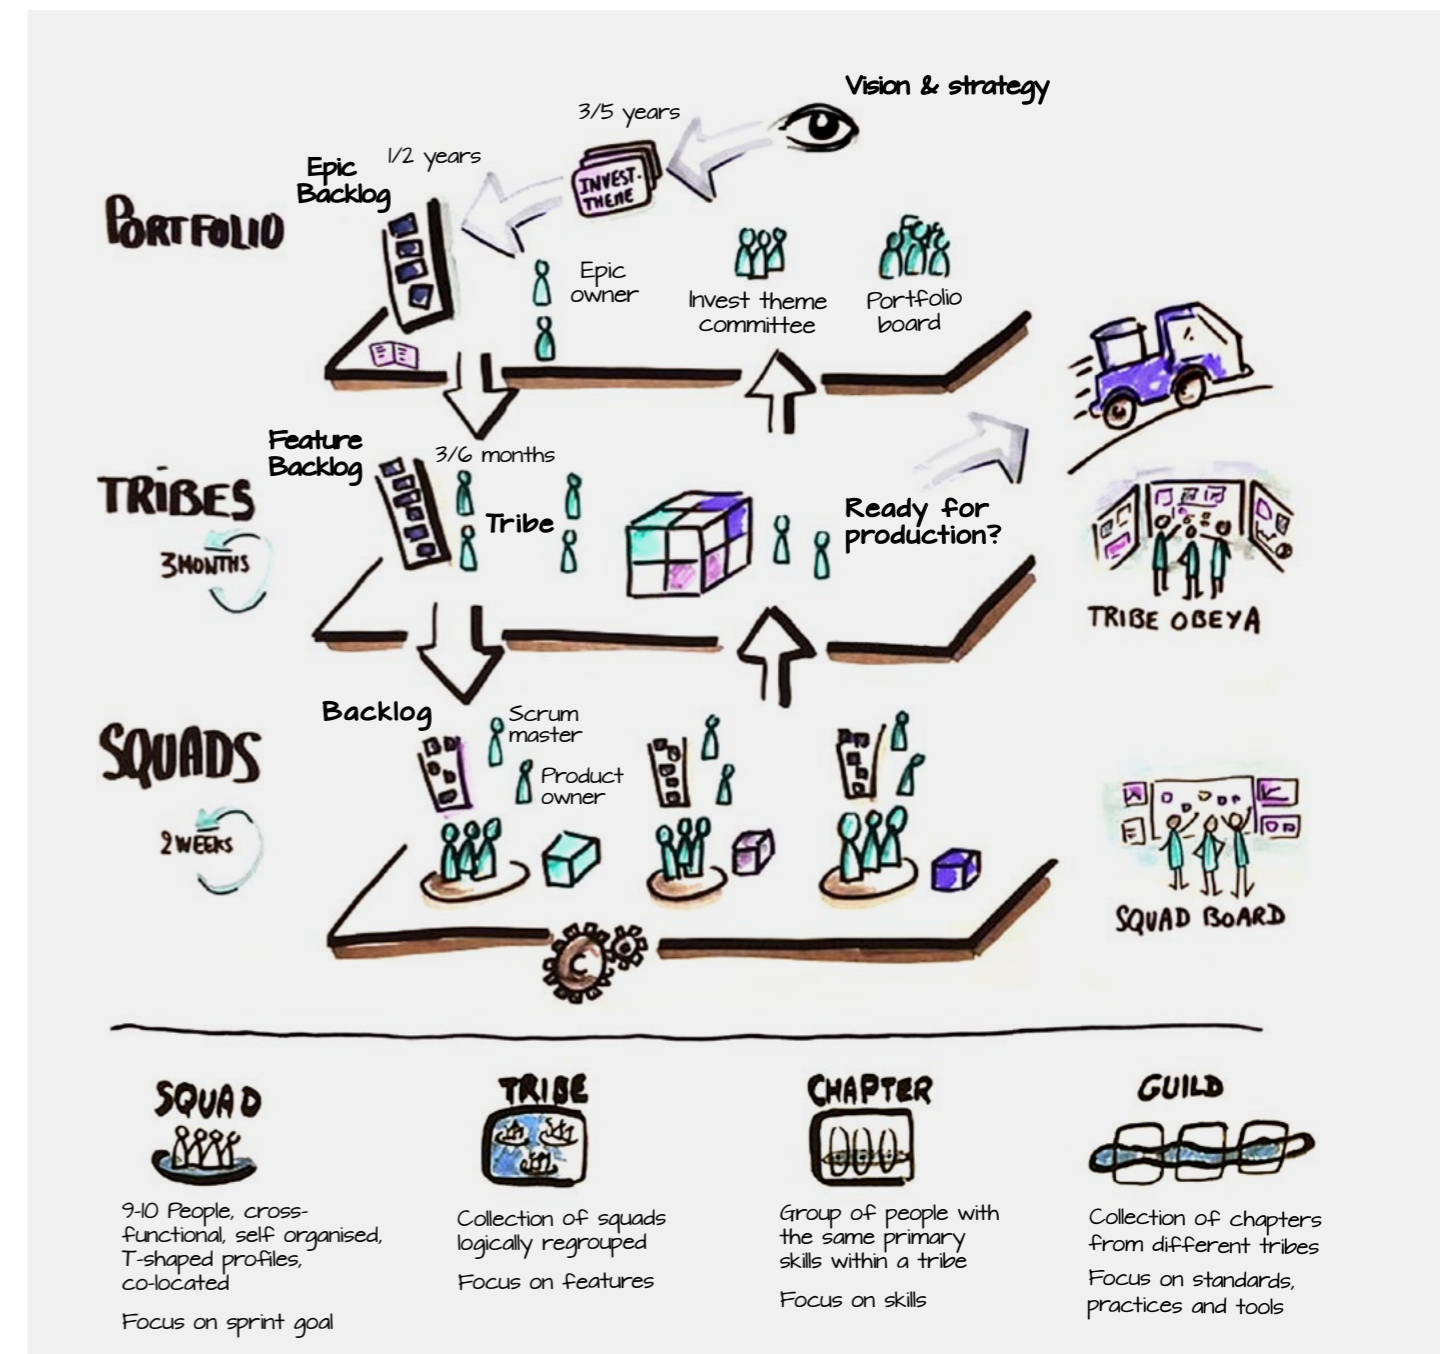 Vision & strategy
3/5 years
INVEST-
THEME
1/2 years
Epic
Backlog
PORTFOLIO
Epic
owner
Invest theme
committee
Portfolio
board
Feature
Backlog
3/6 months
TRIBES
3 MONTHS
Tribe
Ready for
production?
TRIBE OBEYA
Backlog
Scrum
master
Product
owner
SQUADS
2 WEEKS
SQUAD BOARD
SQUAD
9-10 People, cross-
functional, self organised,
T-shaped profiles,
co-located
Focus on sprint goal
TRIBE
Collection of squads
logically regrouped
Focus on features
CHAPTER
Group of people with
the same primary
skills within a tribe
Focus on skills
GUILD
Collection of chapters
from different tribes
Focus on standards,
practices and tools